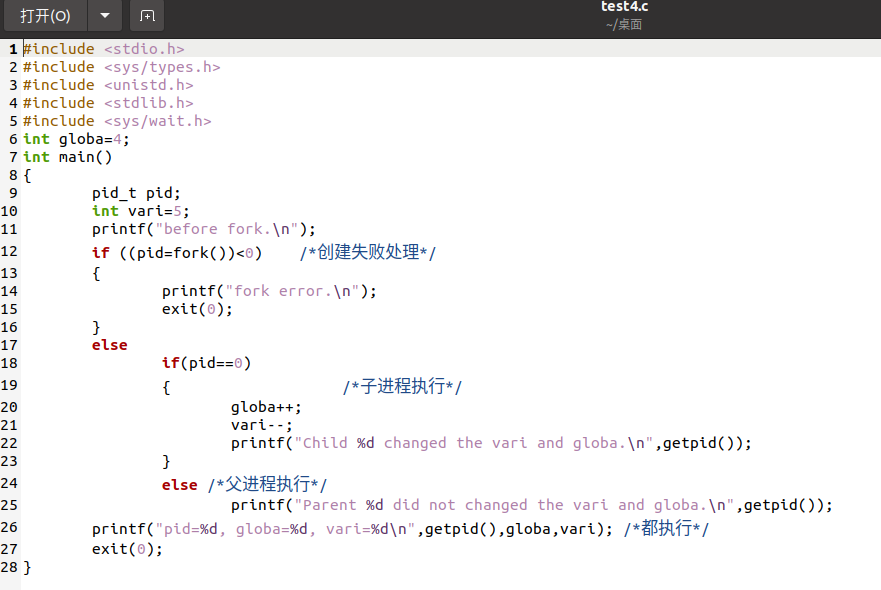 打开(O)
test4.c
~/桌面
1 #include <stdio.h>
2 #include <sys/types.h>
3 #include <unistd.h>
4 #include <stdlib.h>
5 #include <sys/wait.h>
6 int globa=4;
7 int main()
8 {
9 pid_t pid;
10 int vari=5;
11 printf("before fork.\n");
12 if ((pid=fork())<0) /*创建失败处理*/
13 {
14 printf("fork error.\n");
15 exit(0);
16 }
17 else
18 if(pid==0)
19 { /*子进程执行*/
20 globa++;
21 vari--;
22 printf("Child %d changed the vari and globa.\n",getpid());
23 }
24 else /*父进程执行*/
25 printf("Parent %d did not changed the vari and globa.\n",getpid());
26 printf("pid=%d, globa=%d, vari=%d\n",getpid(),globa,vari); /*都执行*/
27 exit(0);
28 }